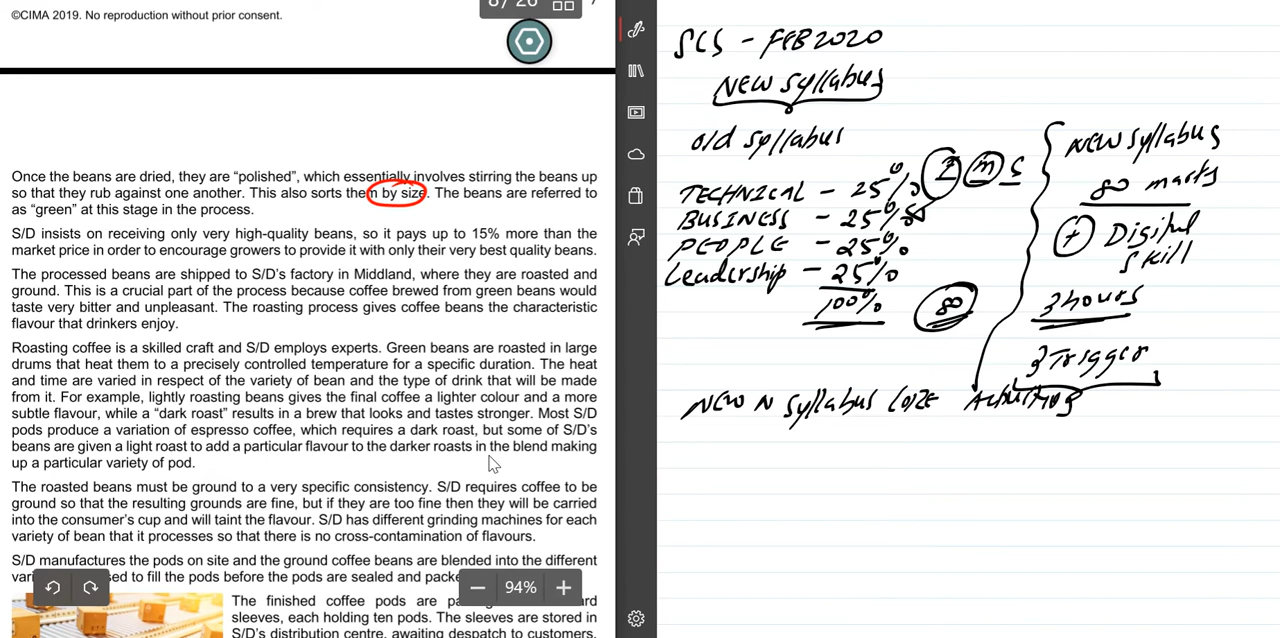 ©CIMA 2019. No reproduction without prior consent.
8 / 26
Once the beans are dried, they are “polished”, which essentially involves stirring the beans up
so that they rub against one another. This also sorts them by size. The beans are referred to
as “green” at this stage in the process.
S/D insists on receiving only very high-quality beans, so it pays up to 15% more than the
market price in order to encourage growers to provide it with only their very best quality beans.
The processed beans are shipped to S/D’s factory in Middland, where they are roasted and
ground. This is a crucial part of the process because coffee brewed from green beans would
taste very bitter and unpleasant. The roasting process gives coffee beans the characteristic
flavour that drinkers enjoy.
Roasting coffee is a skilled craft and S/D employs experts. Green beans are roasted in large
drums that heat them to a precisely controlled temperature for a specific duration. The heat
and time are varied in respect of the variety of bean and the type of drink that will be made
from it. For example, lightly roasting beans gives the final coffee a lighter colour and a more
subtle flavour, while a “dark roast” results in a brew that looks and tastes stronger. Most S/D
pods produce a variation of espresso coffee, which requires a dark roast, but some of S/D’s
beans are given a light roast to add a particular flavour to the darker roasts in the blend making
up a particular variety of pod.
The roasted beans must be ground to a very specific consistency. S/D requires coffee to be
ground so that the resulting grounds are fine, but if they are too fine then they will be carried
into the consumer’s cup and will taint the flavour. S/D has different grinding machines for each
variety of bean that it processes so that there is no cross-contamination of flavours.
S/D manufactures the pods on site and the ground coffee beans are blended into the different
used to fill the pods before the pods are sealed and
94%
The finished coffee pods are
sleeves, each holding ten pods. The sleeves are stored in
S/D’s distribution centre, awaiting despatch to customers.
SCS - FEB 2020
NEW syllabus
old syllabus
TECHNICAL - 25%
BUSINESS - 25%
PEOPLE - 25%
Leadership - 25%
100%
80
I m S
NEW syllabus
80 marks
+ Digital
Skill
3 hours
3 Trigger
NEW syllabus core Activities